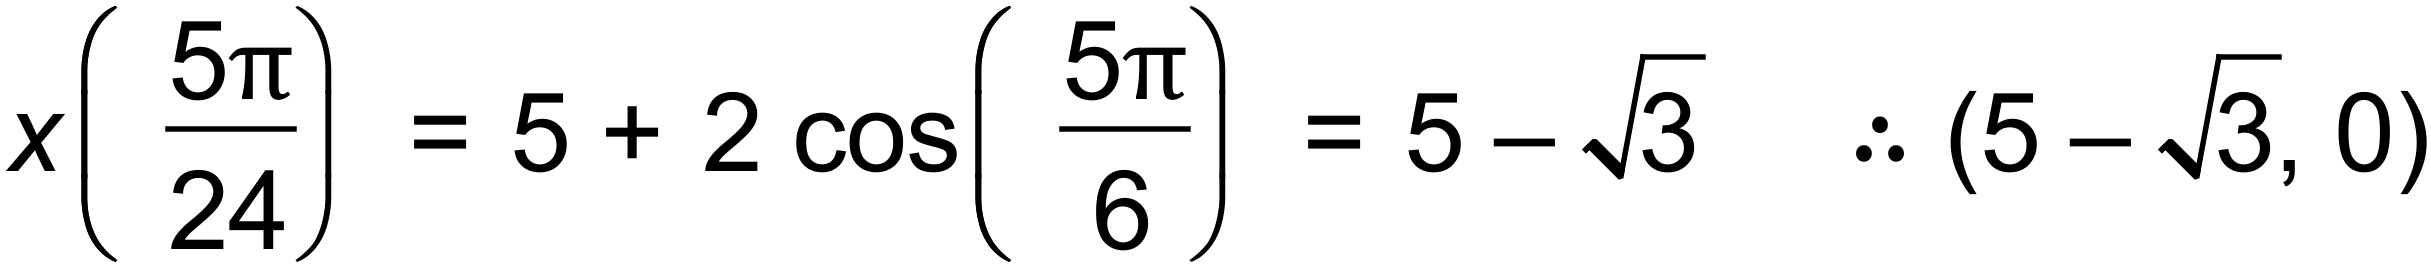 x(5π/24) = 5 + 2 cos(5π/6) = 5 – √3 ∴ (5 – √3, 0)